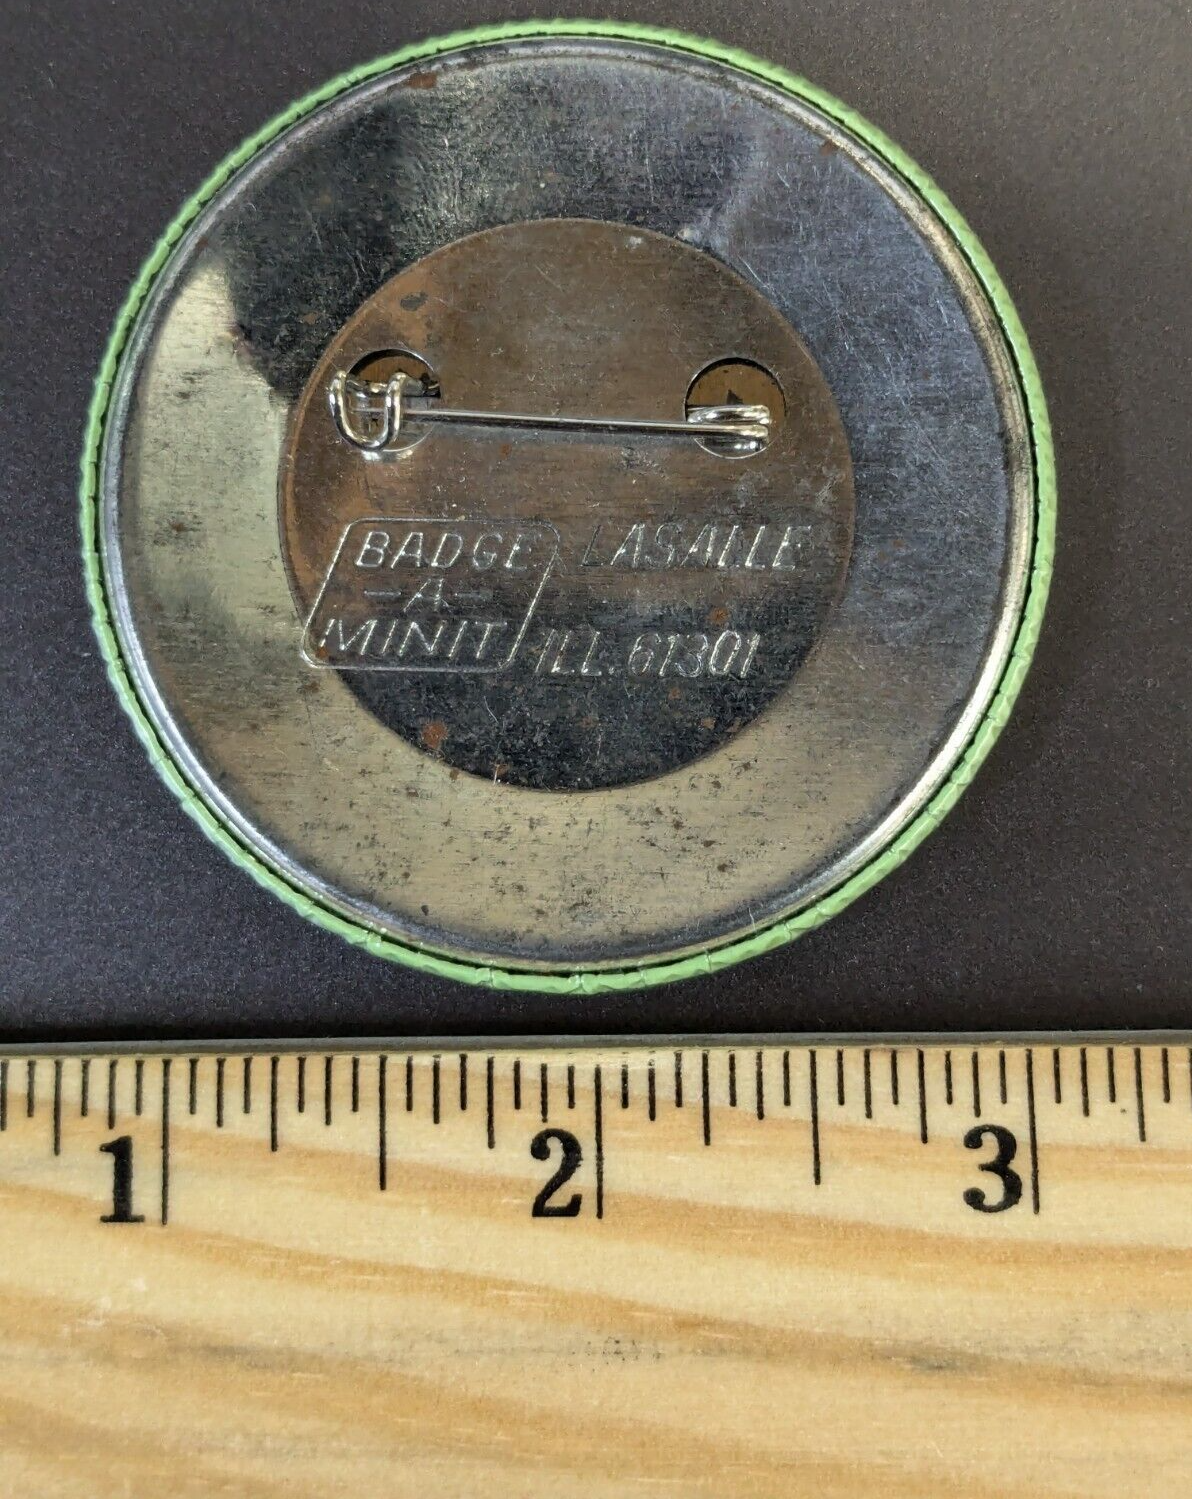 BADGE LASALLE
-A-
MINIT ILL. 61301
1 2 3